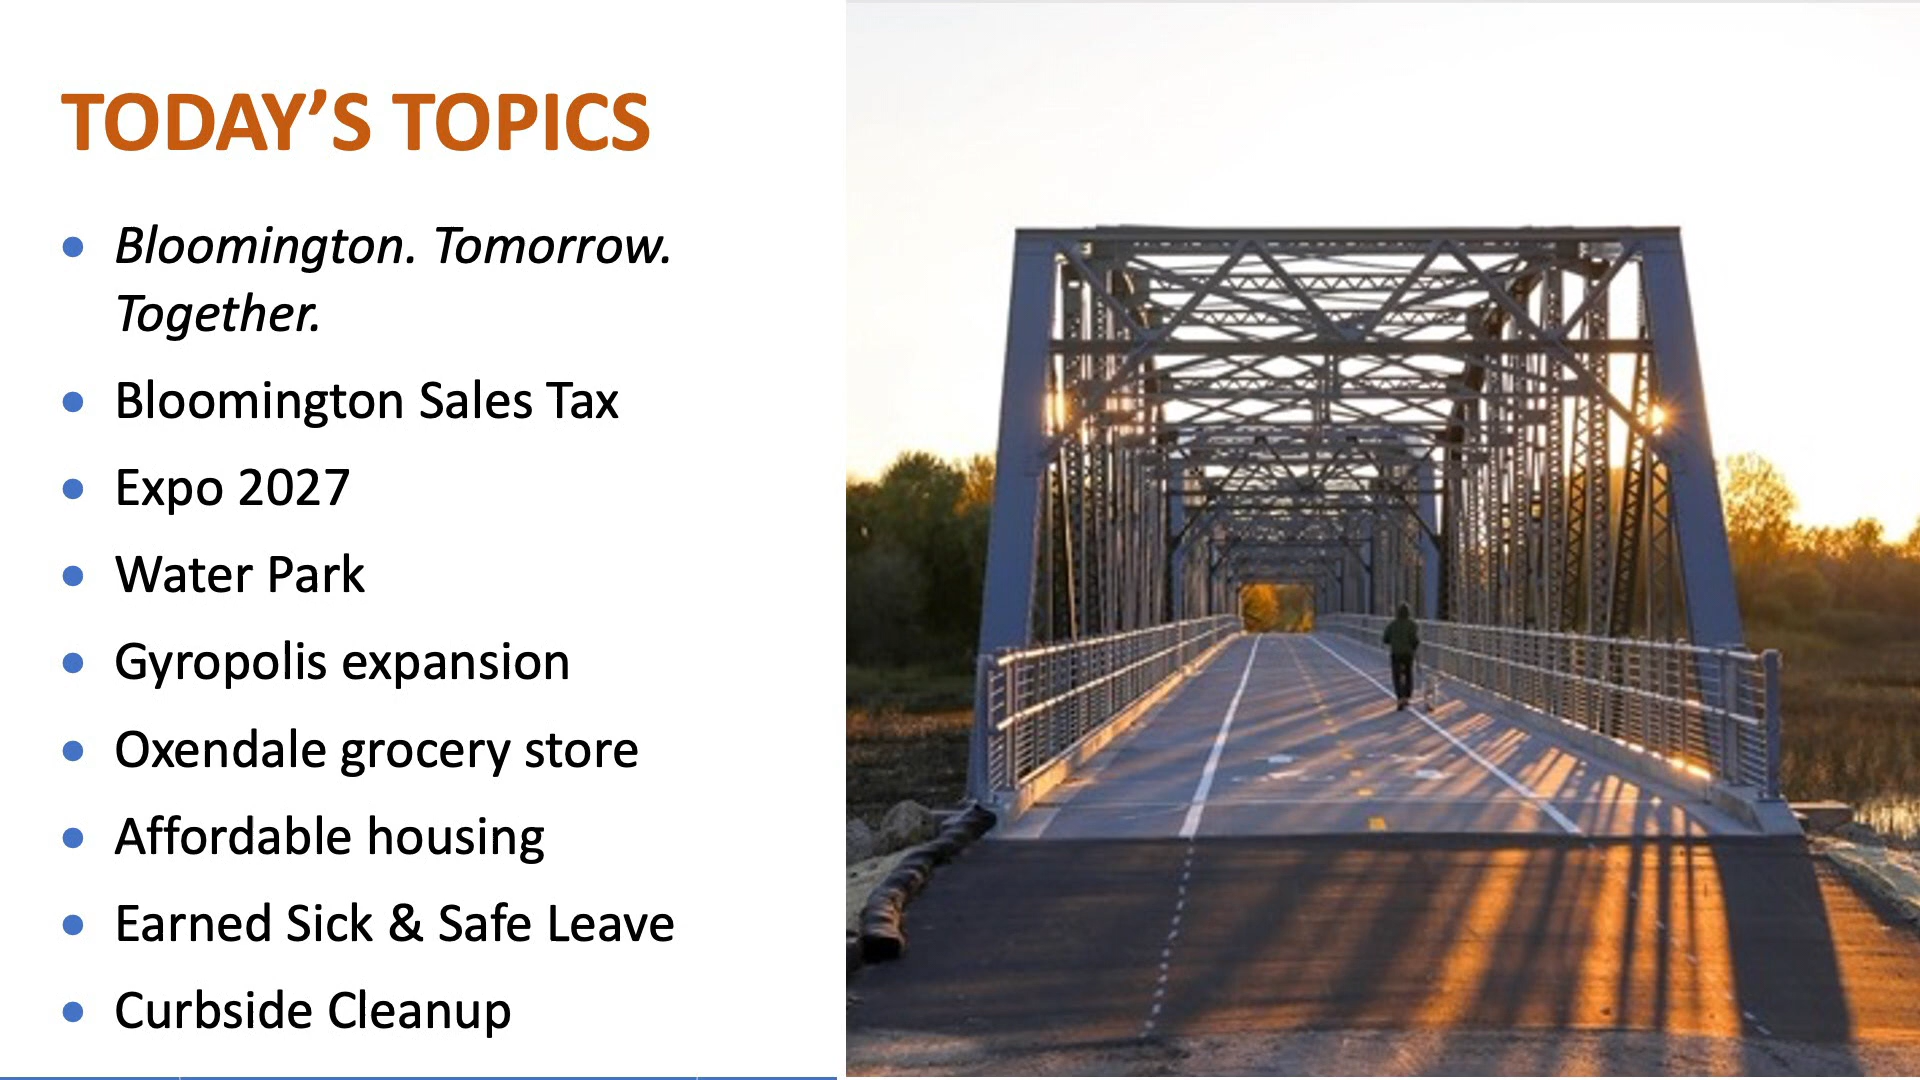 TODAY’S TOPICS
Bloomington. Tomorrow.
Together.
Bloomington Sales Tax
Expo 2027
Water Park
Gyropolis expansion
Oxendale grocery store
Affordable housing
Earned Sick & Safe Leave
Curbside Cleanup